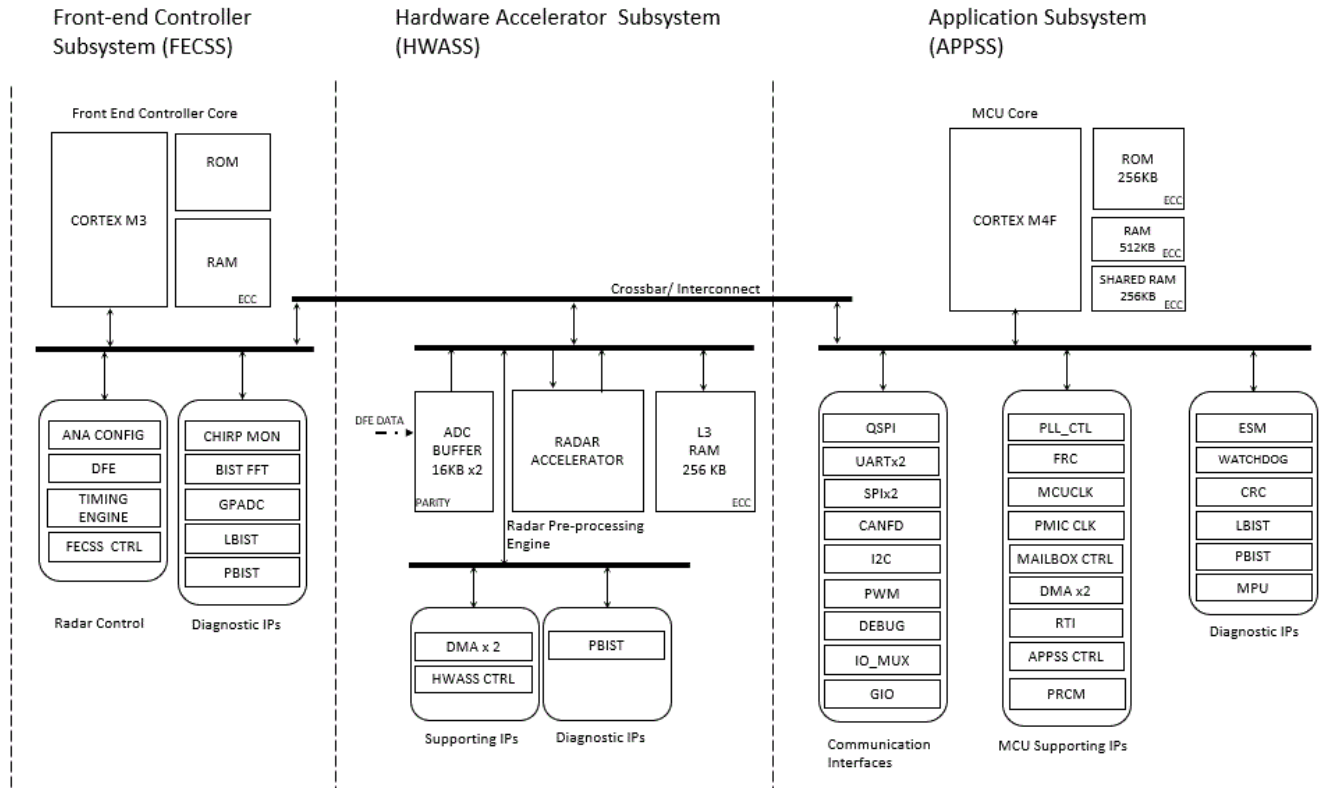 Front-end Controller
Subsystem (FECSS)
Hardware Accelerator Subsystem
(HWASS)
Application Subsystem
(APPSS)
Front End Controller Core
CORTEX M3
ROM
RAM
ECC
MCU Core
CORTEX M4F
ROM
256KB
ECC
RAM
512KB
ECC
SHARED RAM
256KB
ECC
Crossbar/ Interconnect
ANA CONFIG
DFE
TIMING
ENGINE
FECSS CTRL
Radar Control
CHIRP MON
BIST FFT
GPADC
LBIST
PBIST
Diagnostic IPs
DFE DATA
ADC
BUFFER
16KB x2
PARITY
RADAR
ACCELERATOR
L3
RAM
256 KB
ECC
Radar Pre-processing
Engine
DMA x 2
HWASS CTRL
Supporting IPs
PBIST
Diagnostic IPs
QSPI
UARTx2
SPIx2
CANFD
I2C
PWM
DEBUG
IO_MUX
GIO
Communication
Interfaces
PLL_CTL
FRC
MCUCLK
PMIC CLK
MAILBOX CTRL
DMA x2
RTI
APPSS CTRL
PRCM
MCU Supporting IPs
ESM
WATCHDOG
CRC
LBIST
PBIST
MPU
Diagnostic IPs